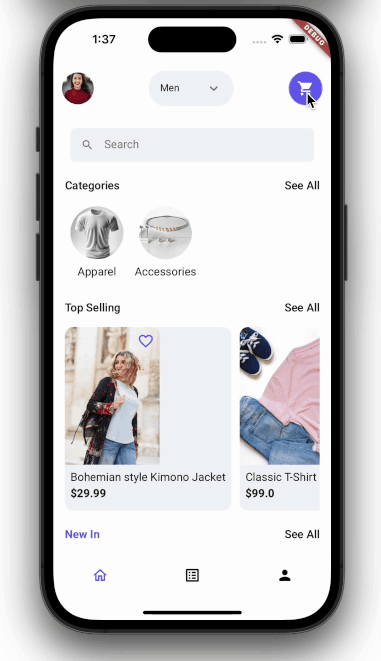 1:37
DEBUG
Men
Search
Categories
See All
Apparel
Accessories
Top Selling
See All
Bohemian style Kimono Jacket
$29.99
Classic T-Shirt
$99.0
New In
See All